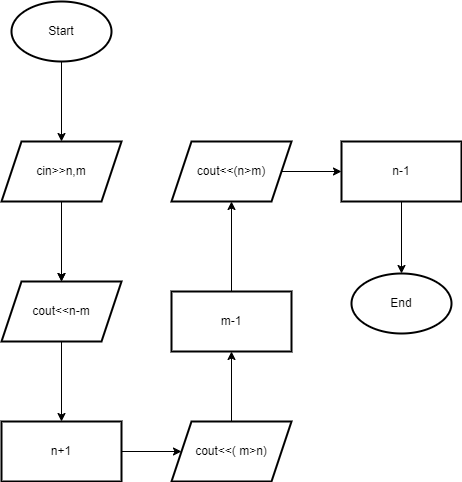 Start
cin>>n,m
cout<<n-m
n+1
cout<<( m>n)
m-1
cout<<(n>m)
n-1
End